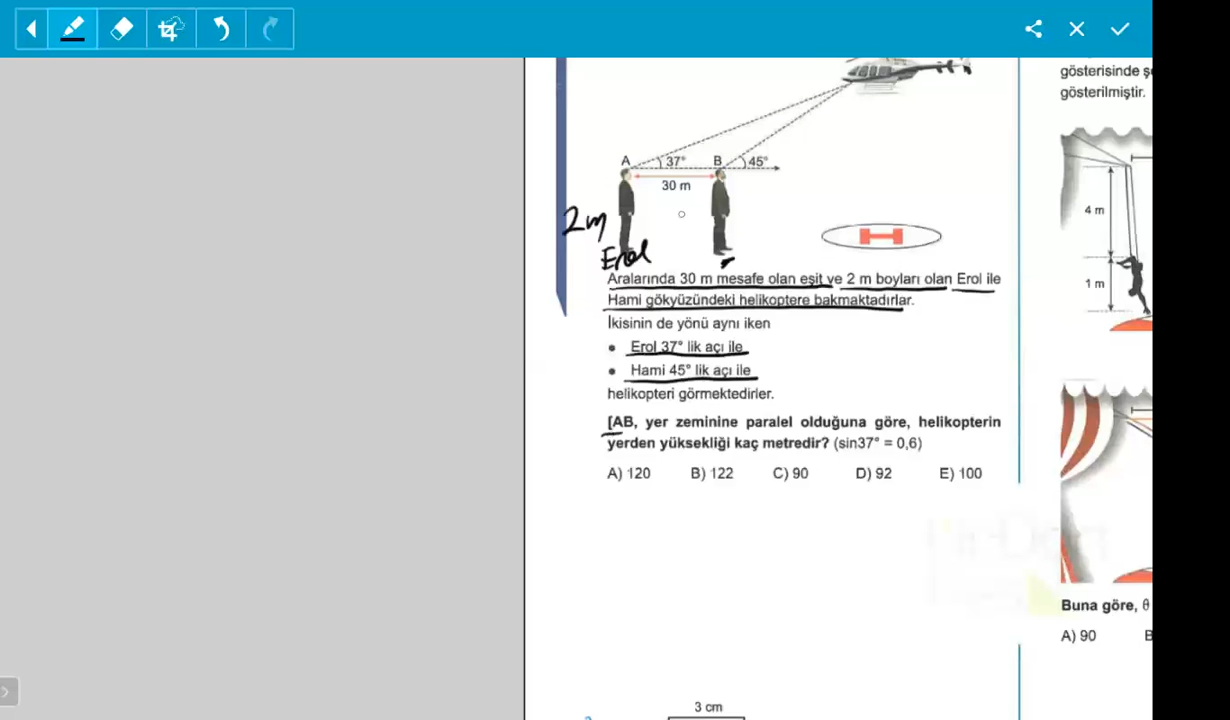 gösterisinde
gösterilmiştir.
A
37°
B
45°
30 m
2m
Erol
4 m
1 m
Aralarında 30 m mesafe olan eşit ve 2 m boyları olan Erol ile
Hami gökyüzündeki helikoptere bakmaktadırlar.
İkisinin de yönü aynı iken
• Erol 37° lik açı ile
• Hami 45° lik açı ile
helikopteri görmektedirler.
[AB, yer zeminine paralel olduğuna göre, helikopterin
yerden yüksekliği kaç metredir? (sin37° = 0,6)
A) 120 B) 122 C) 90 D) 92 E) 100
Buna göre, θ
A) 90
3 cm